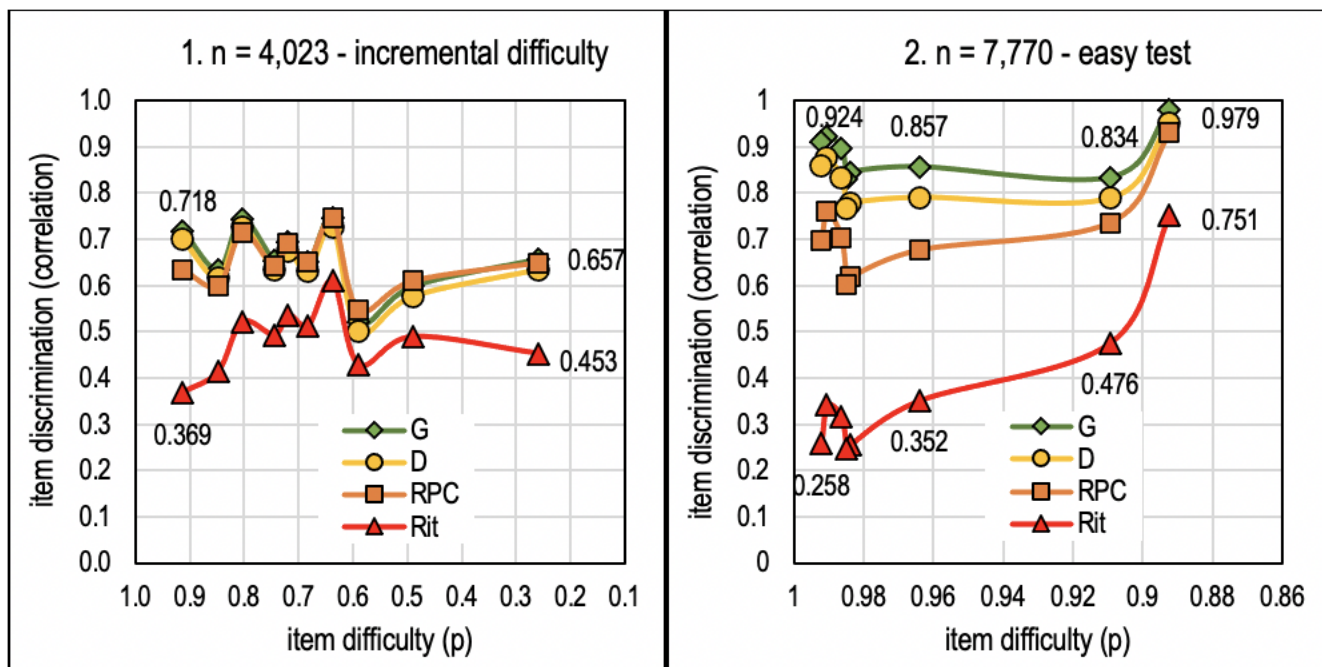 1. n = 4,023 - incremental difficulty
item discrimination (correlation)
1.0
0.9
0.8
0.7
0.6
0.5
0.4
0.3
0.2
0.1
0.0
0.718
0.657
0.453
0.369
G
D
RPC
Rit
1.0 0.9 0.8 0.7 0.6 0.5 0.4 0.3 0.2 0.1
item difficulty (p)
2. n = 7,770 - easy test
item discrimination (correlation)
1
0.9
0.8
0.7
0.6
0.5
0.4
0.3
0.2
0.1
0
0.924 0.857 0.834 0.979
0.751
0.476
0.352
0.258
G
D
RPC
Rit
1 0.98 0.96 0.94 0.92 0.9 0.88 0.86
item difficulty (p)